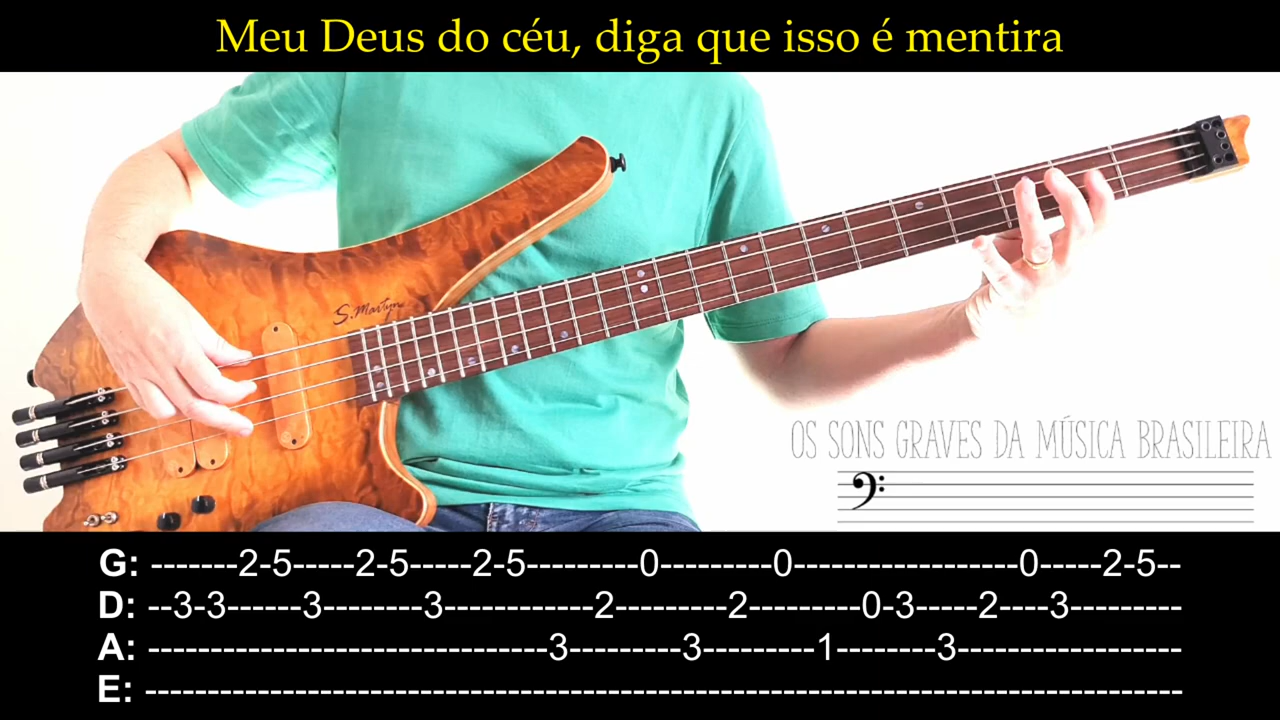 Meu Deus do céu, diga que isso é mentira
S. Martyn
OS SONS GRAVES DA MÚSICA BRASILEIRA
G: -------2-5-----2-5-----2-5---------0---------0------------------0-----2-5--
D: --3-3------3--------3------------2---------2---------0-3-----2----3---------
A: -------------------------------3---------3---------1--------3-----------------
E: --------------------------------------------------------------------------------